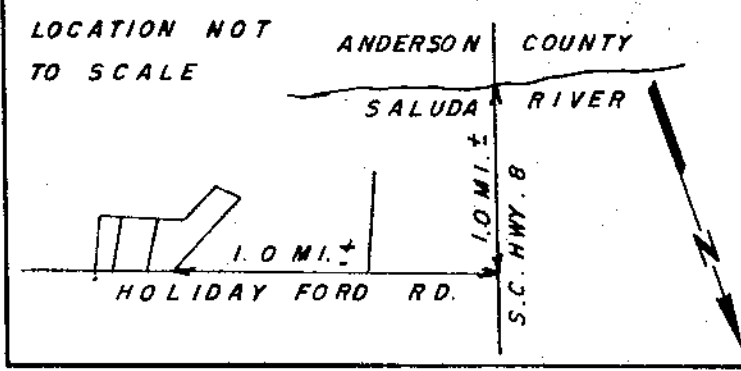 LOCATION NOT
TO SCALE
ANDERSON COUNTY
SALUDA RIVER
1.0 MI. ±
S.C. HWY. 8
1.0 MI. ±
HOLIDAY FORD RD.
N